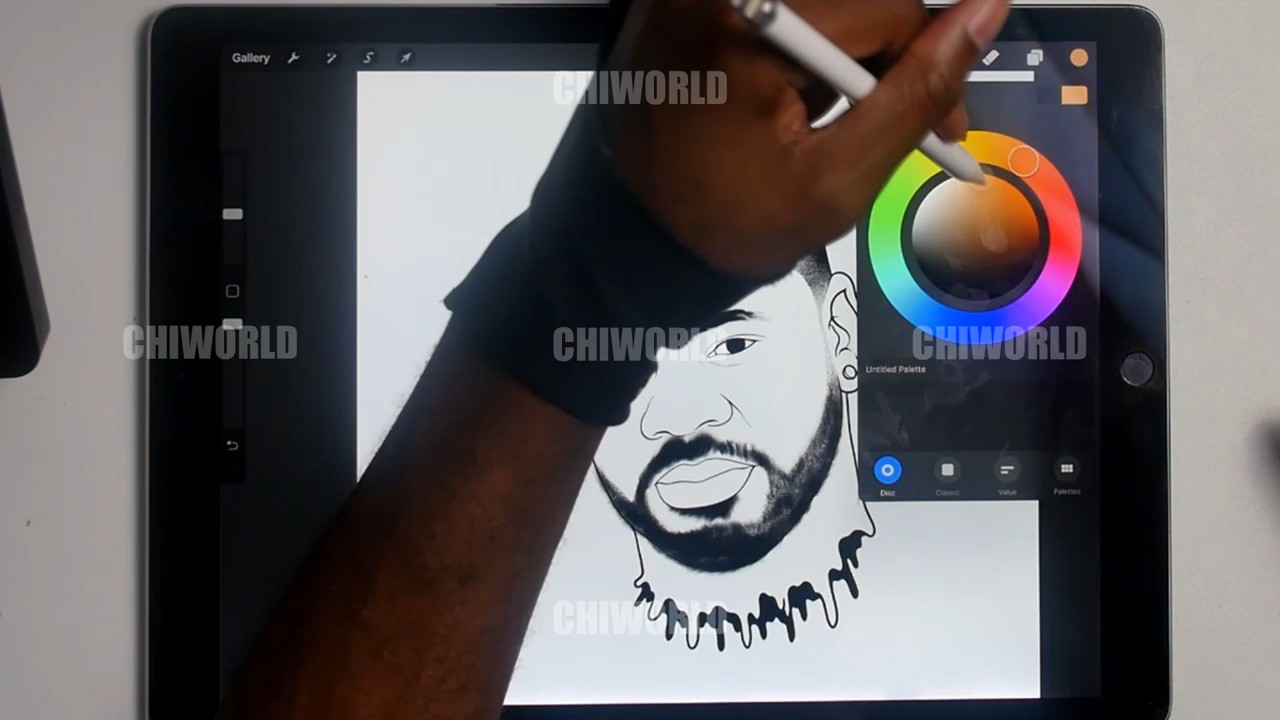 Gallery
CHIWORLD
CHIWORLD
CHIWORLD
CHIWORLD
Untitled Palette
Disc
Classic
Value
Palettes
CHIWORLD